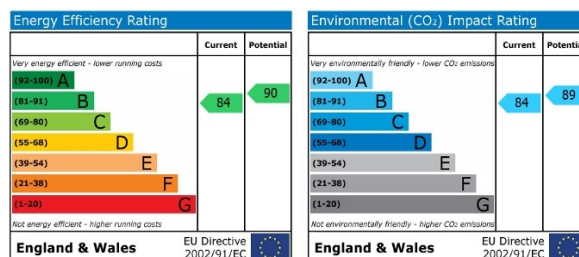 Energy Efficiency Rating
Current Potential
Very energy efficient - lower running costs
(92-100) A
(81-91) B
(69-80) C
(55-68) D
(39-54) E
(21-38) F
(1-20) G
84
90
Not energy efficient - higher running costs
England & Wales
EU Directive
2002/91/EC
Environmental (CO₂) Impact Rating
Current Potential
Very environmentally friendly - lower CO₂ emissions
(92-100) A
(81-91) B
(69-80) C
(55-68) D
(39-54) E
(21-38) F
(1-20) G
84
89
Not environmentally friendly - higher CO₂ emissions
England & Wales
EU Directive
2002/91/EC